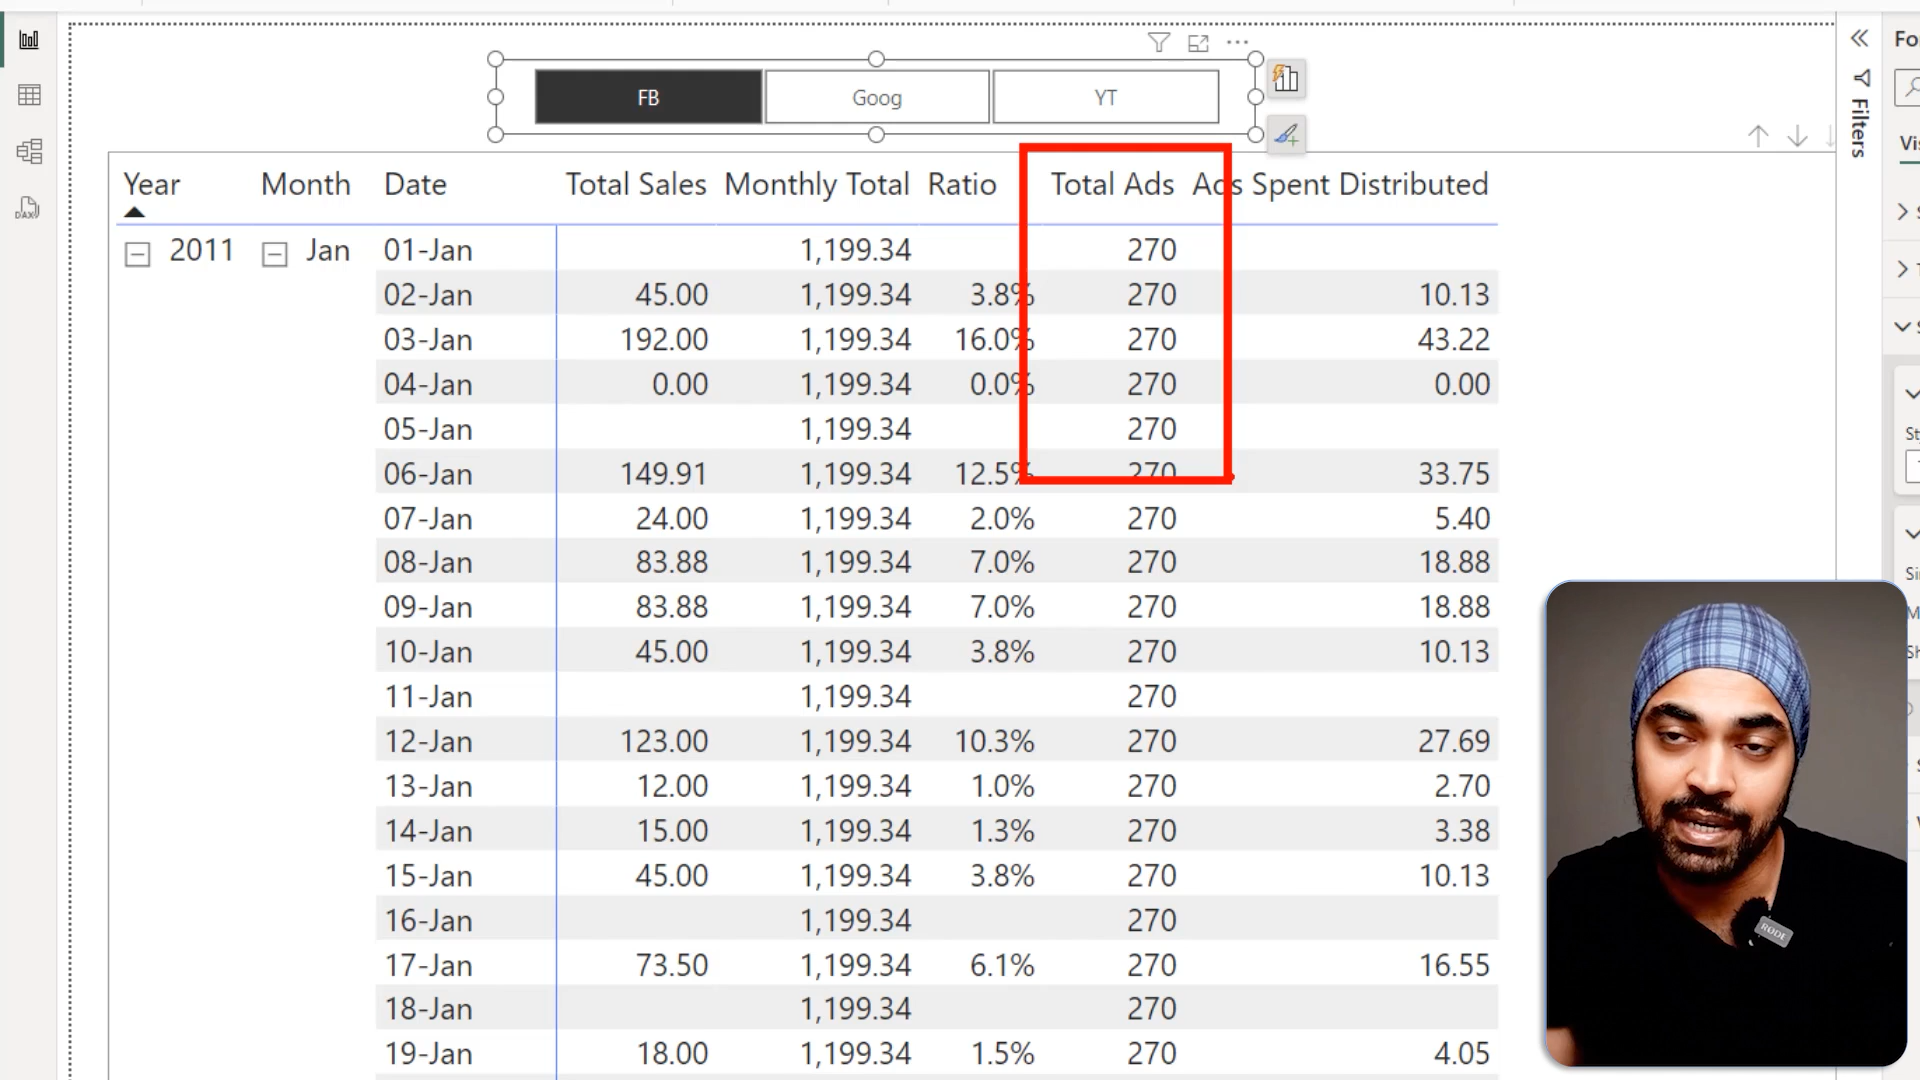 FB Goog YT
Fo
Filters
Vis
Year Month Date Total Sales Monthly Total Ratio Total Ads Ads Spent Distributed
2011 Jan 01-Jan 1,199.34 270
02-Jan 45.00 1,199.34 3.8% 270 10.13
03-Jan 192.00 1,199.34 16.0% 270 43.22
04-Jan 0.00 1,199.34 0.0% 270 0.00
05-Jan 1,199.34 270
06-Jan 149.91 1,199.34 12.5% 270 33.75
07-Jan 24.00 1,199.34 2.0% 270 5.40
08-Jan 83.88 1,199.34 7.0% 270 18.88
09-Jan 83.88 1,199.34 7.0% 270 18.88
10-Jan 45.00 1,199.34 3.8% 270 10.13
11-Jan 1,199.34 270
12-Jan 123.00 1,199.34 10.3% 270 27.69
13-Jan 12.00 1,199.34 1.0% 270 2.70
14-Jan 15.00 1,199.34 1.3% 270 3.38
15-Jan 45.00 1,199.34 3.8% 270 10.13
16-Jan 1,199.34 270
17-Jan 73.50 1,199.34 6.1% 270 16.55
18-Jan 1,199.34 270
19-Jan 18.00 1,199.34 1.5% 270 4.05
DAX
RODE